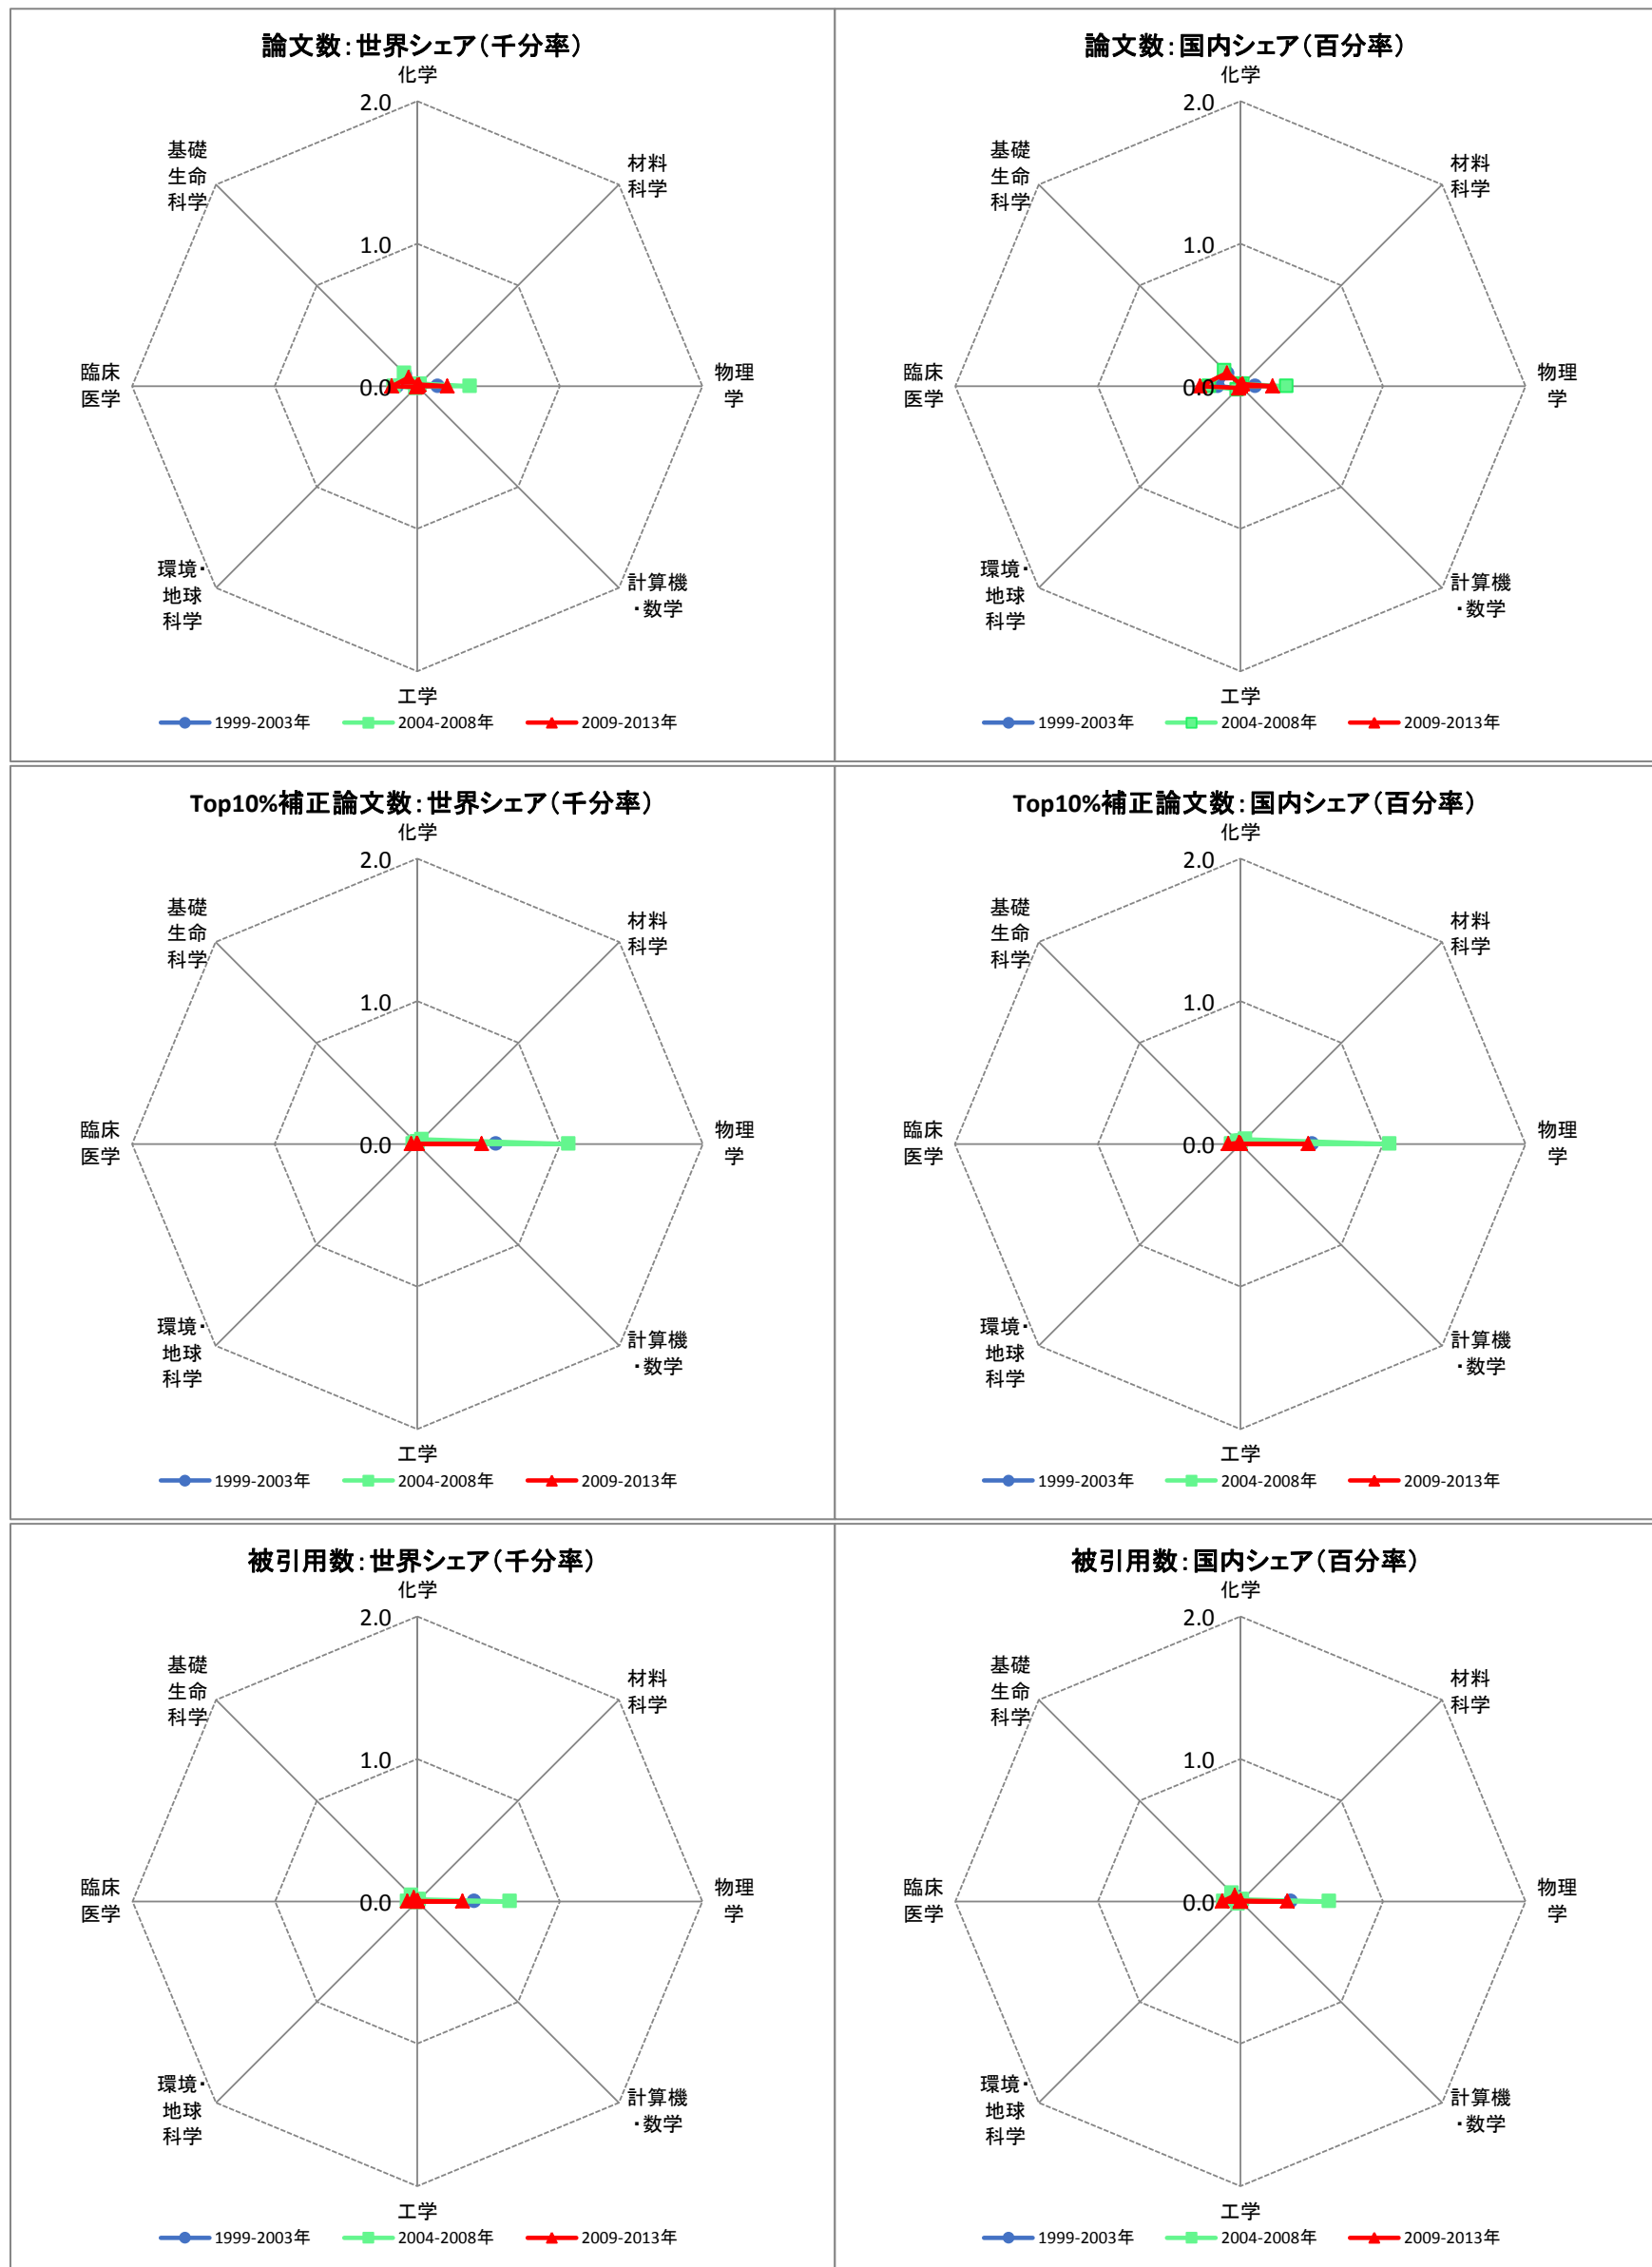 論文数：世界シェア（千分率）
化学
2.0
基礎
生命
科学
材料
科学
1.0
臨床
医学
0.0
物理
学
環境・
地球
科学
計算機
・数学
工学
1999-2003年 2004-2008年 2009-2013年
論文数：国内シェア（百分率）
化学
2.0
基礎
生命
科学
材料
科学
1.0
臨床
医学
0.0
物理
学
環境・
地球
科学
計算機
・数学
工学
1999-2003年 2004-2008年 2009-2013年
Top10%補正論文数：世界シェア（千分率）
化学
2.0
基礎
生命
科学
材料
科学
1.0
臨床
医学
0.0
物理
学
環境・
地球
科学
計算機
・数学
工学
1999-2003年 2004-2008年 2009-2013年
Top10%補正論文数：国内シェア（百分率）
化学
2.0
基礎
生命
科学
材料
科学
1.0
臨床
医学
0.0
物理
学
環境・
地球
科学
計算機
・数学
工学
1999-2003年 2004-2008年 2009-2013年
被引用数：世界シェア（千分率）
化学
2.0
基礎
生命
科学
材料
科学
1.0
臨床
医学
0.0
物理
学
環境・
地球
科学
計算機
・数学
工学
1999-2003年 2004-2008年 2009-2013年
被引用数：国内シェア（百分率）
化学
2.0
基礎
生命
科学
材料
科学
1.0
臨床
医学
0.0
物理
学
環境・
地球
科学
計算機
・数学
工学
1999-2003年 2004-2008年 2009-2013年